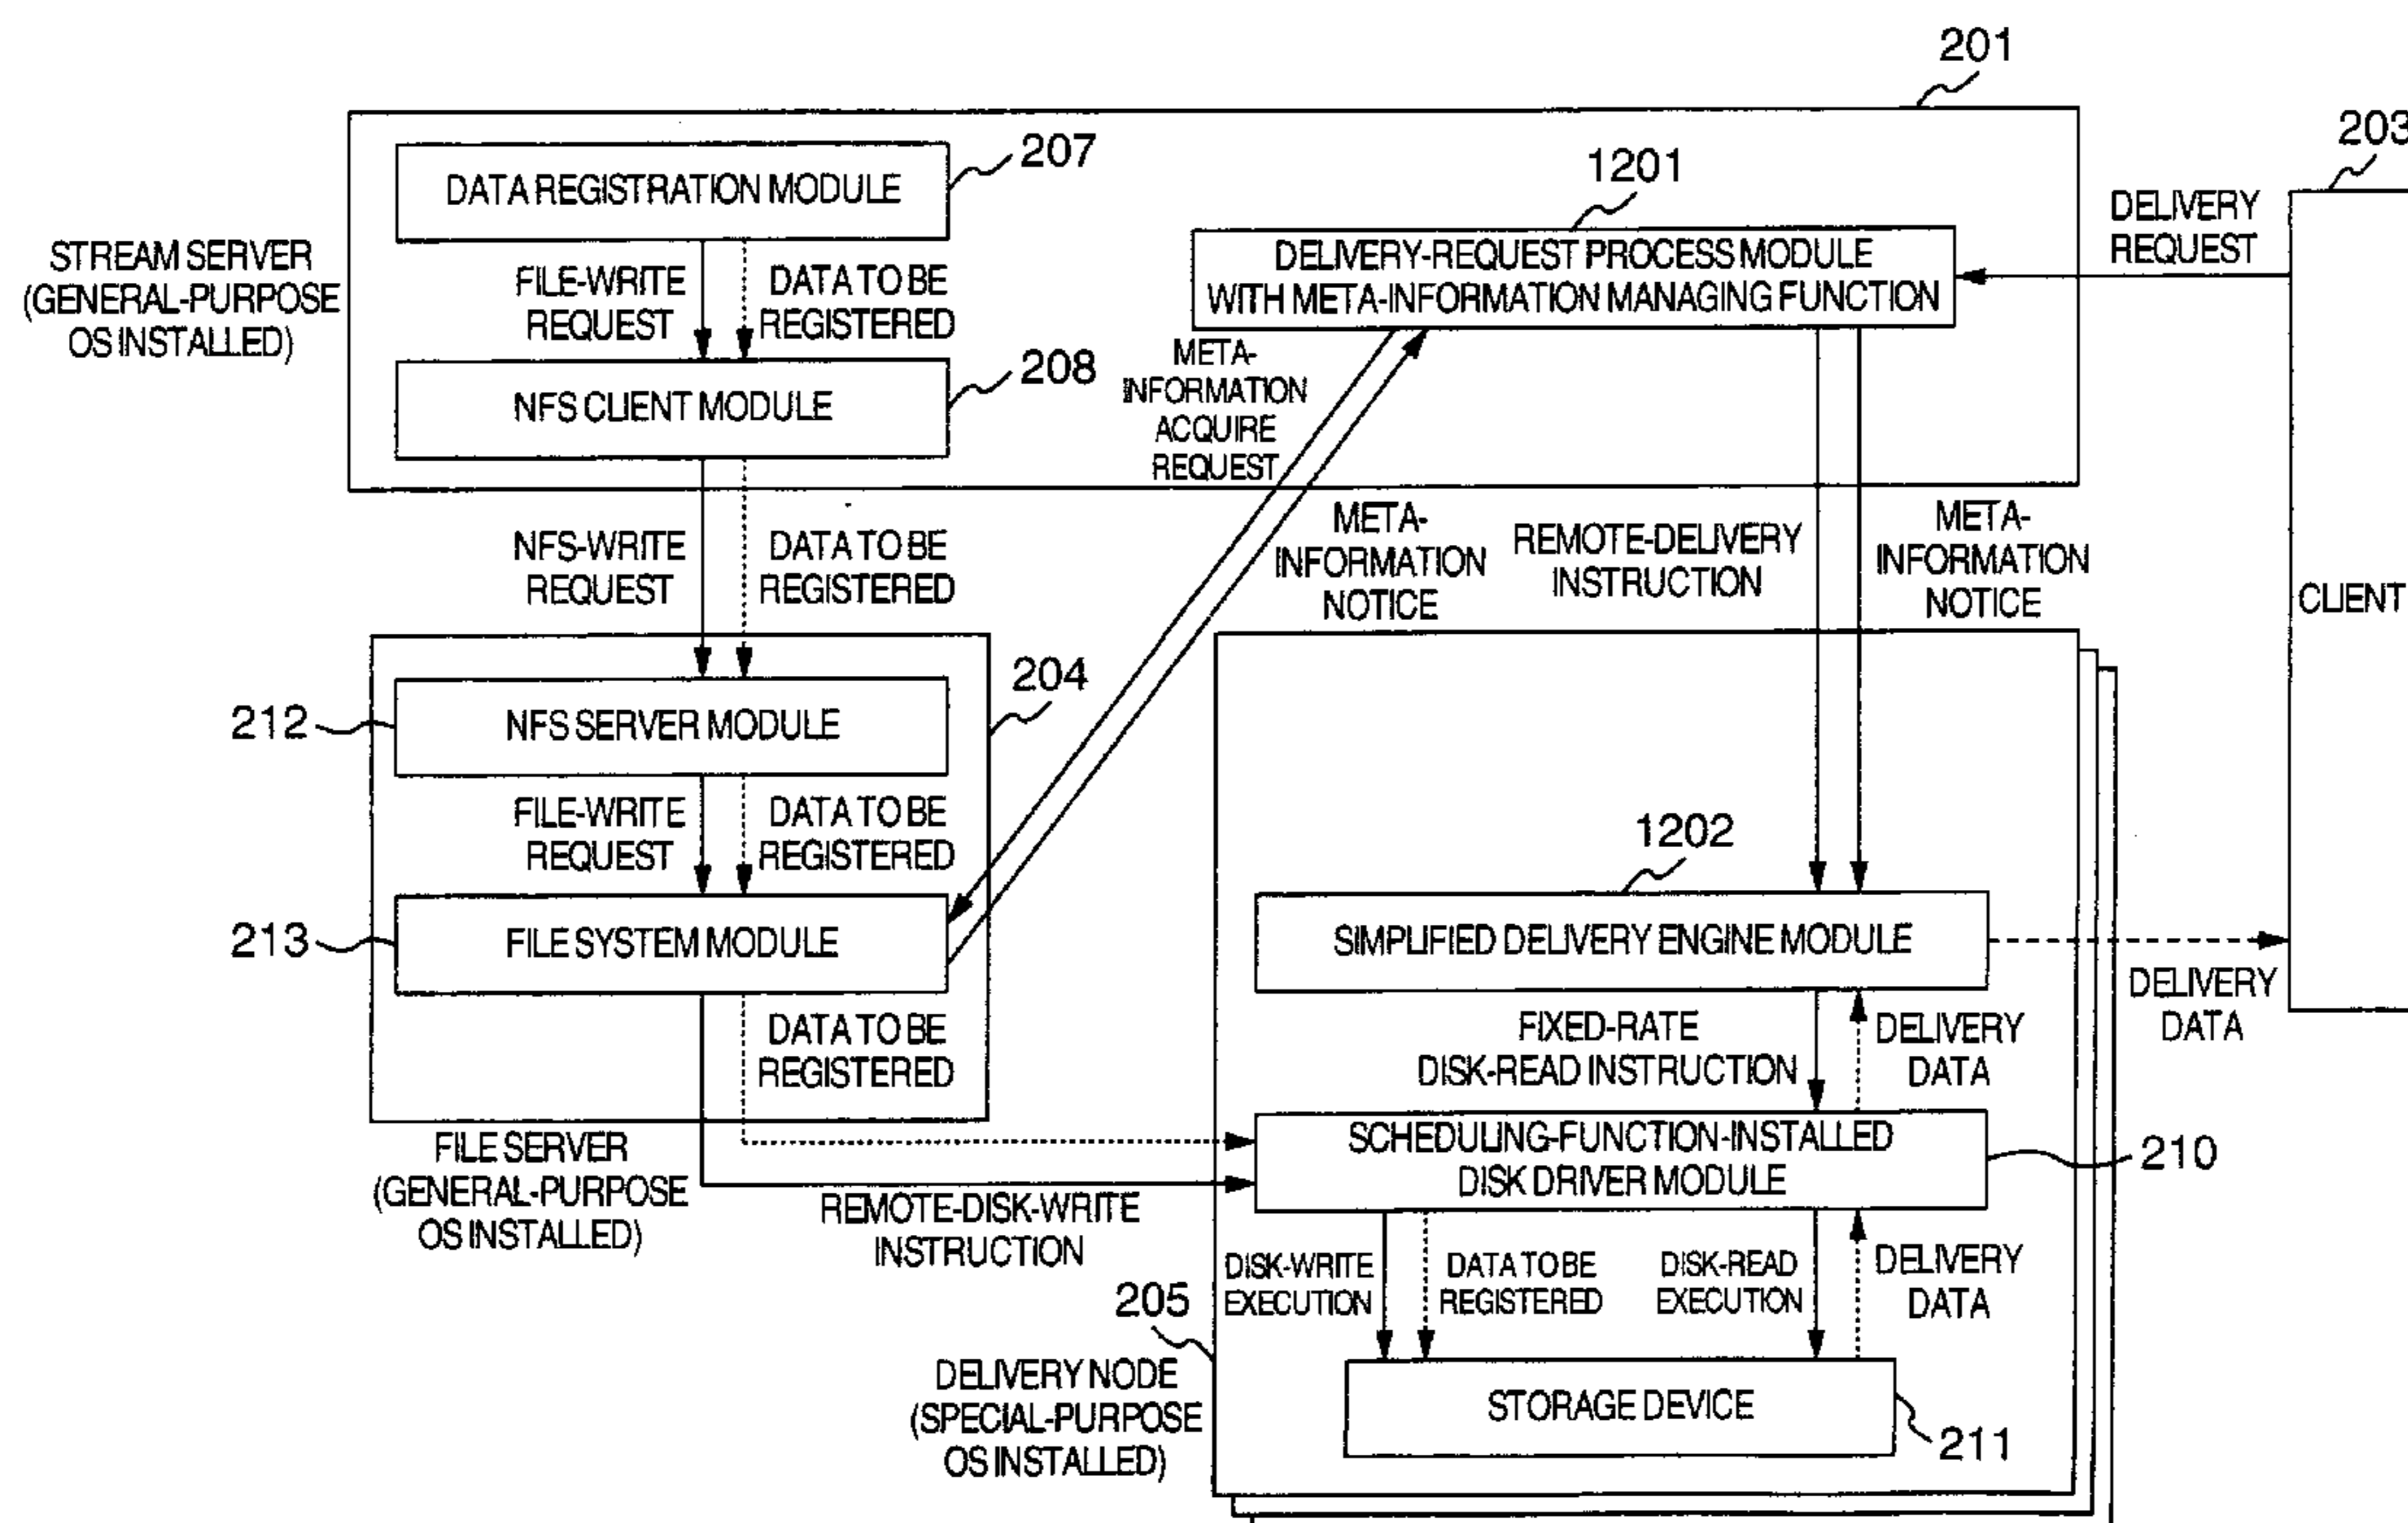 201
203
207
DATA REGISTRATION MODULE
1201
DELIVERY
REQUEST
DELIVERY-REQUEST PROCESS MODULE
WITH META-INFORMATION MANAGING FUNCTION
STREAM SERVER
(GENERAL-PURPOSE
OS INSTALLED)
FILE-WRITE
REQUEST
DATA TO BE
REGISTERED
208
NFS CLIENT MODULE
META-
INFORMATION
ACQUIRE
REQUEST
NFS-WRITE
REQUEST
DATA TO BE
REGISTERED
META-
INFORMATION
NOTICE
REMOTE-DELIVERY
INSTRUCTION
META-
INFORMATION
NOTICE
CLIENT
204
212
NFS SERVER MODULE
FILE-WRITE
REQUEST
DATA TO BE
REGISTERED
1202
213
FILE SYSTEM MODULE
SIMPLIFIED DELIVERY ENGINE MODULE
DELIVERY
DATA
DATA TO BE
REGISTERED
FIXED-RATE
DISK-READ INSTRUCTION
DELIVERY
DATA
FILE SERVER
(GENERAL-PURPOSE
OS INSTALLED)
SCHEDULING-FUNCTION-INSTALLED
DISK DRIVER MODULE
210
REMOTE-DISK-WRITE
INSTRUCTION
DISK-WRITE
EXECUTION
DATA TO BE
REGISTERED
DISK-READ
EXECUTION
DELIVERY
DATA
205
DELIVERY NODE
(SPECIAL-PURPOSE
OS INSTALLED)
STORAGE DEVICE
211